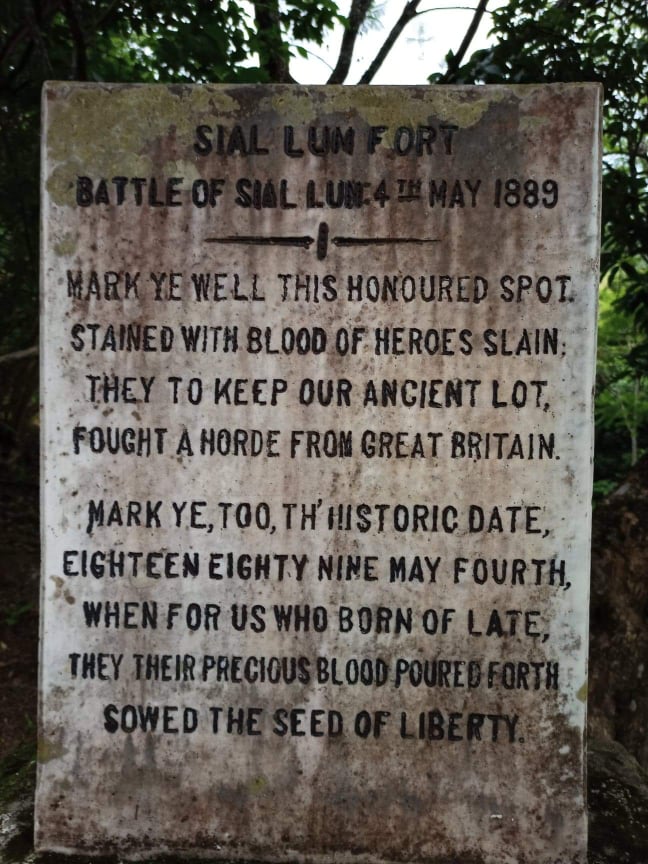 SIAL LUM FORT
BATTLE OF SIAL LUM: 4TH MAY 1889
MARK YE WELL THIS HONOURED SPOT.
STAINED WITH BLOOD OF HEROES SLAIN:
THEY TO KEEP OUR ANCIENT LOT,
FOUGHT A HORDE FROM GREAT BRITAIN.
MARK YE, TOO, TH' HISTORIC DATE,
EIGHTEEN EIGHTY NINE MAY FOURTH,
WHEN FOR US WHO BORN OF LATE,
THEY THEIR PRECIOUS BLOOD POURED FORTH
SOWED THE SEED OF LIBERTY.